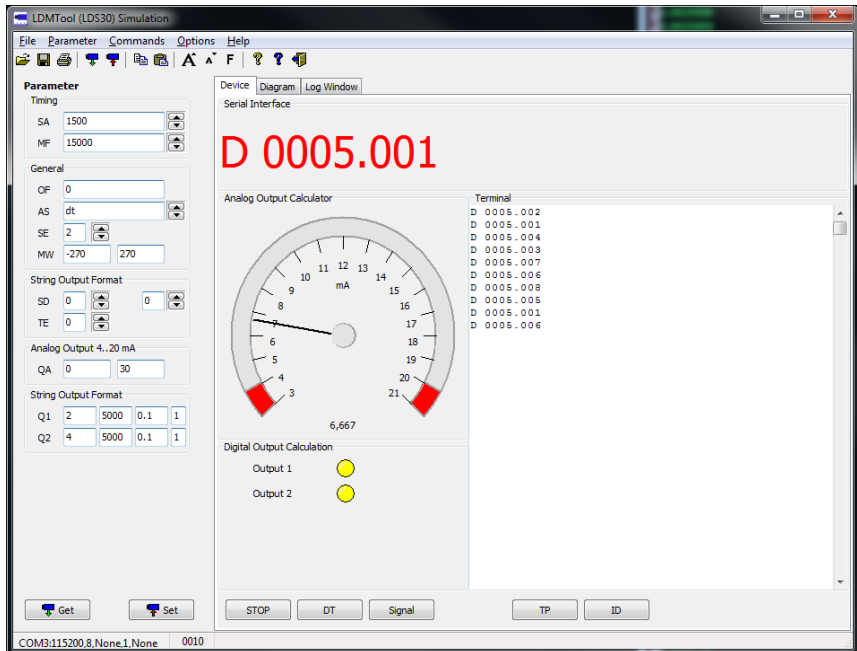 LDMTool (LDS30) Simulation
File Parameter Commands Options Help
A A F ? ?
Parameter
Timing
SA 1500
MF 15000
General
OF 0
AS dt
SE 2
MW -270 270
String Output Format
SD 0 0
TE 0
Analog Output 4..20 mA
QA 0 30
String Output Format
Q1 2 5000 0.1 1
Q2 4 5000 0.1 1
Get Set
Device Diagram Log Window
Serial Interface
D 0005.001
Analog Output Calculator
3 4 5 6 7 8 9 10 11 12 13 14 15 16 17 18 19 20 21
mA
6,667
Digital Output Calculation
Output 1
Output 2
Terminal
D 0005.002
D 0005.001
D 0005.004
D 0005.003
D 0005.007
D 0005.006
D 0005.008
D 0005.005
D 0005.001
D 0005.006
STOP DT Signal TP ID
COM3:115200,8,None,1,None 0010